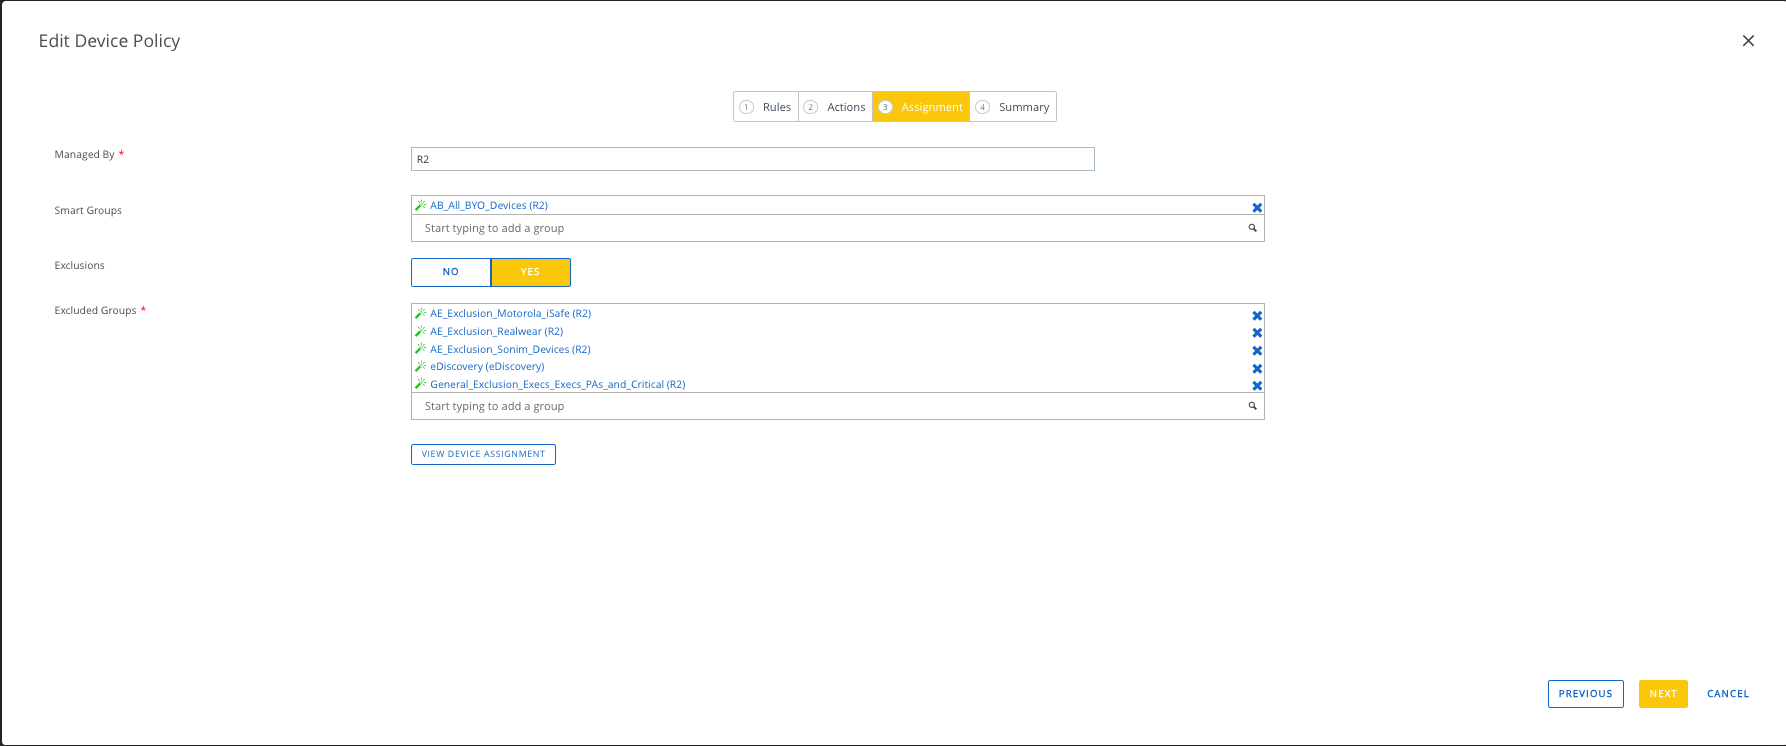 Edit Device Policy
1 Rules 2 Actions 3 Assignment 4 Summary
Managed By *
R2
Smart Groups
AB_All_BYO_Devices (R2)
Start typing to add a group
Exclusions
NO YES
Excluded Groups *
AE_Exclusion_Motorola_iSafe (R2)
AE_Exclusion_Realwear (R2)
AE_Exclusion_Sonim_Devices (R2)
eDiscovery (eDiscovery)
General_Exclusion_Execs_Execs_PAs_and_Critical (R2)
Start typing to add a group
VIEW DEVICE ASSIGNMENT
PREVIOUS NEXT CANCEL